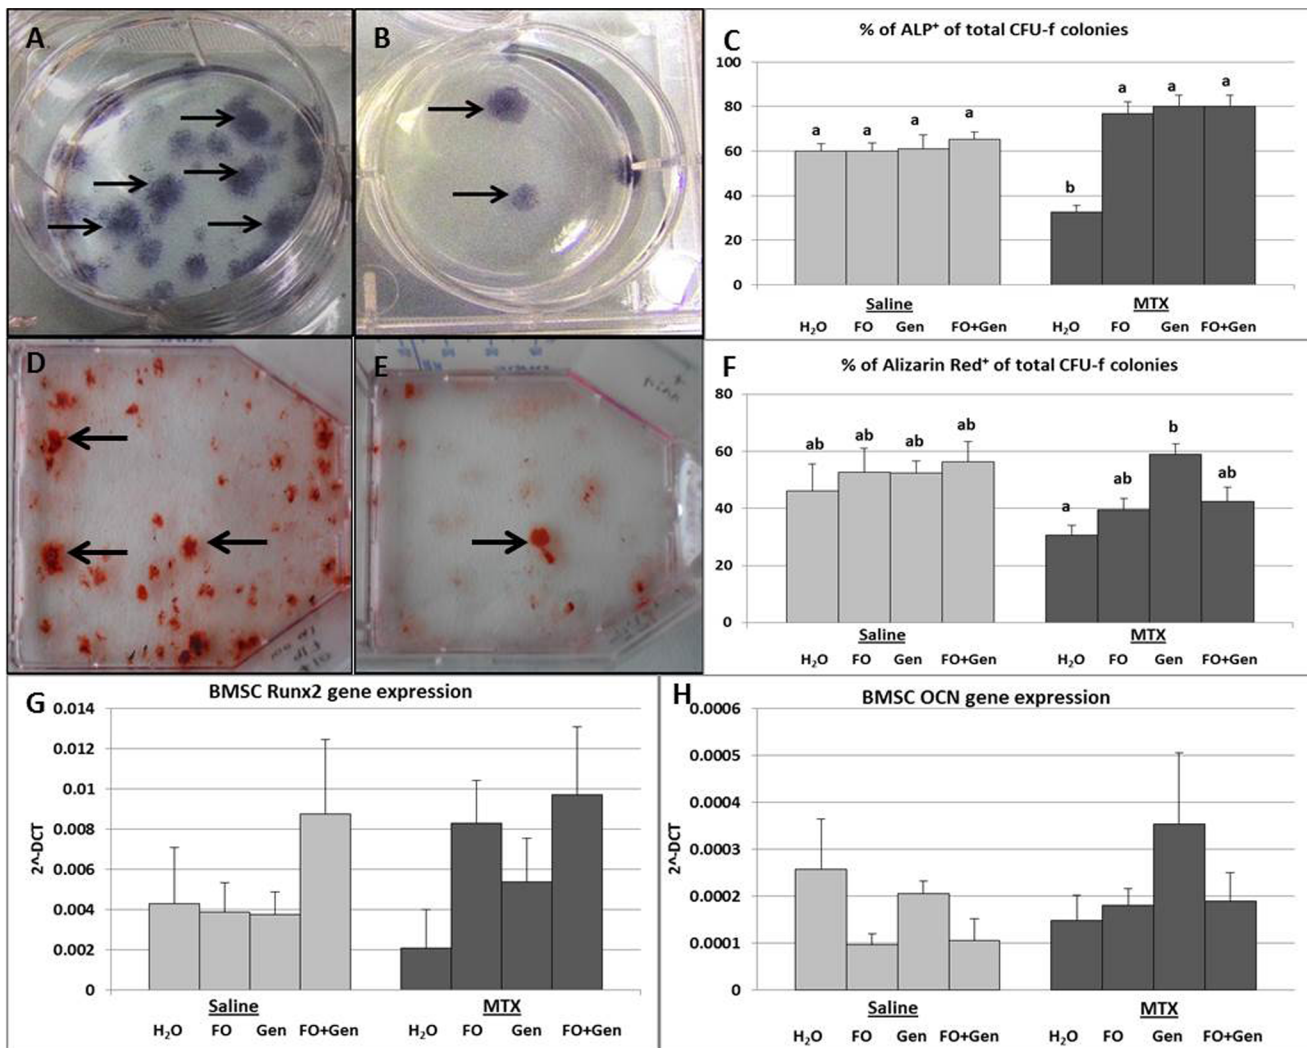 A
B
C
% of ALP⁺ of total CFU-f colonies
100
80
60
40
20
0
a
a
a
a
b
a
a
a
Saline
MTX
H₂O
FO
Gen
FO+Gen
H₂O
FO
Gen
FO+Gen
D
E
F
% of Alizarin Red⁺ of total CFU-f colonies
80
60
40
20
0
ab
ab
ab
ab
a
ab
b
ab
Saline
MTX
H₂O
FO
Gen
FO+Gen
H₂O
FO
Gen
FO+Gen
G
BMSC Runx2 gene expression
2^-DCT
0.014
0.012
0.01
0.008
0.006
0.004
0.002
0
Saline
MTX
H₂O
FO
Gen
FO+Gen
H₂O
FO
Gen
FO+Gen
H
BMSC OCN gene expression
2^-DCT
0.0006
0.0005
0.0004
0.0003
0.0002
0.0001
0
Saline
MTX
H₂O
FO
Gen
FO+Gen
H₂O
FO
Gen
FO+Gen